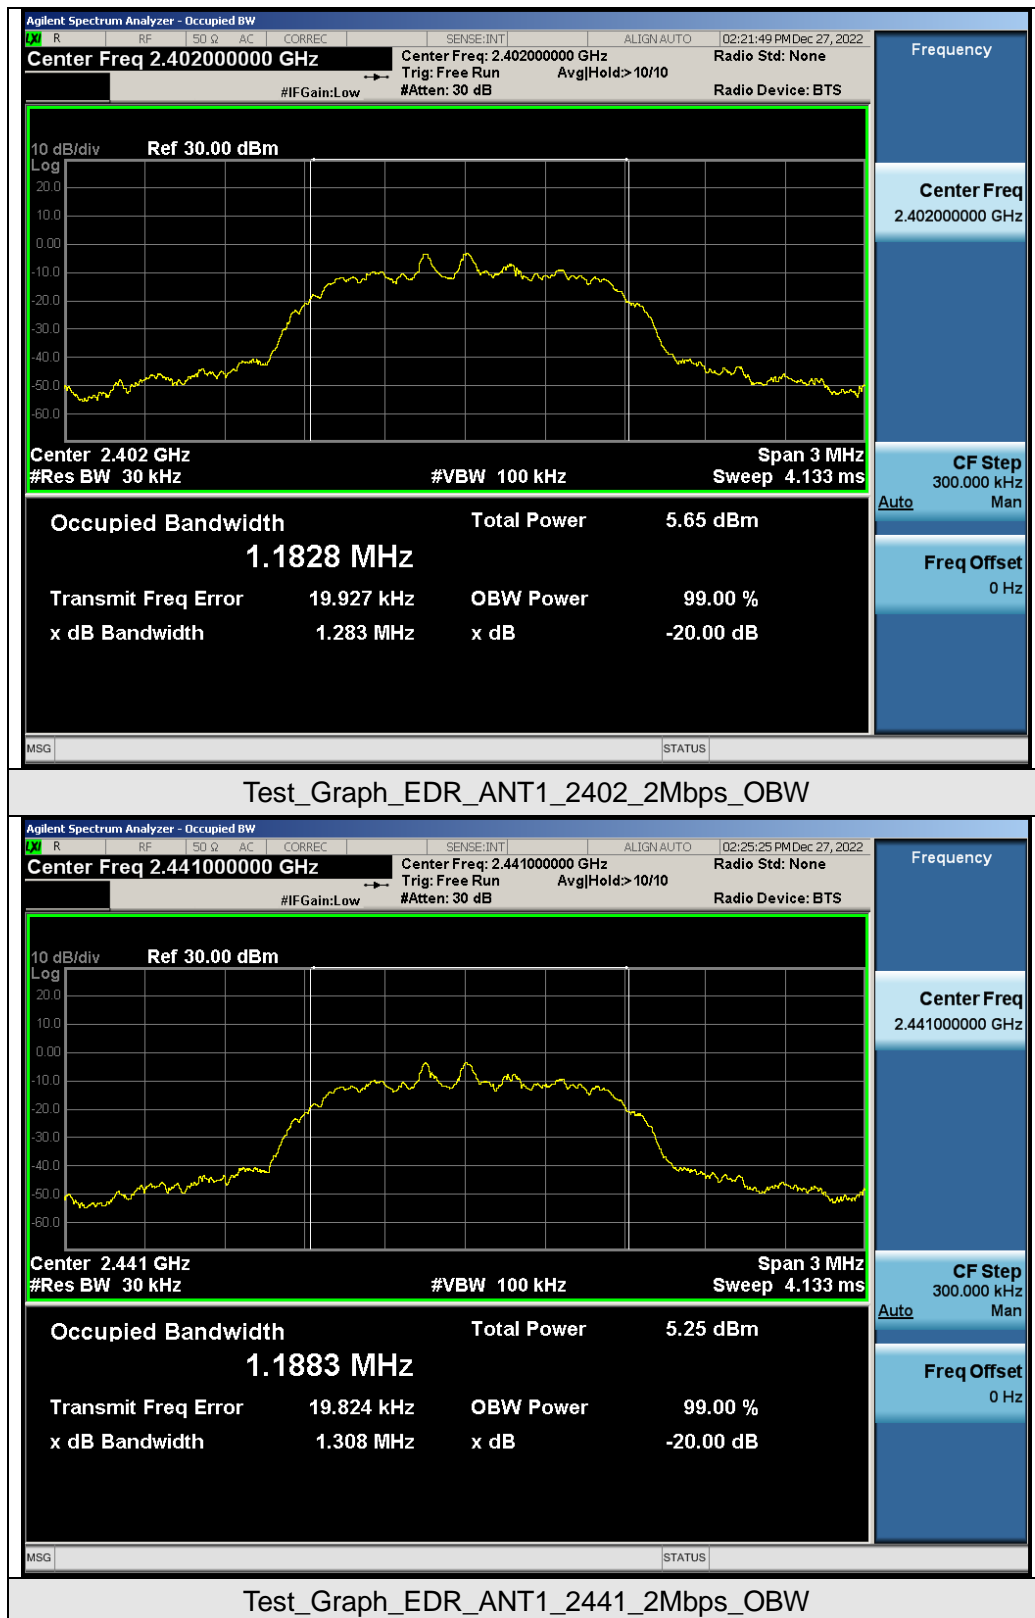 Agilent Spectrum Analyzer - Occupied BW
LXI R RF 50 Ω AC CORREC SENSE:INT ALIGN AUTO 02:21:49 PM Dec 27, 2022
Center Freq 2.402000000 GHz
Center Freq: 2.402000000 GHz Radio Std: None
Trig: Free Run Avg|Hold:>10/10
#IFGain:Low #Atten: 30 dB Radio Device: BTS
Frequency
10 dB/div Ref 30.00 dBm
Log
20.0
10.0
0.00
-10.0
-20.0
-30.0
-40.0
-50.0
-60.0
Center 2.402 GHz Span 3 MHz
#Res BW 30 kHz #VBW 100 kHz Sweep 4.133 ms
Center Freq
2.402000000 GHz
CF Step
300.000 kHz
Auto Man
Freq Offset
0 Hz
Occupied Bandwidth Total Power 5.65 dBm
1.1828 MHz
Transmit Freq Error 19.927 kHz OBW Power 99.00 %
x dB Bandwidth 1.283 MHz x dB -20.00 dB
MSG STATUS
Test_Graph_EDR_ANT1_2402_2Mbps_OBW
Agilent Spectrum Analyzer - Occupied BW
LXI R RF 50 Ω AC CORREC SENSE:INT ALIGN AUTO 02:25:25 PM Dec 27, 2022
Center Freq 2.441000000 GHz
Center Freq: 2.441000000 GHz Radio Std: None
Trig: Free Run Avg|Hold:>10/10
#IFGain:Low #Atten: 30 dB Radio Device: BTS
Frequency
10 dB/div Ref 30.00 dBm
Log
20.0
10.0
0.00
-10.0
-20.0
-30.0
-40.0
-50.0
-60.0
Center 2.441 GHz Span 3 MHz
#Res BW 30 kHz #VBW 100 kHz Sweep 4.133 ms
Center Freq
2.441000000 GHz
CF Step
300.000 kHz
Auto Man
Freq Offset
0 Hz
Occupied Bandwidth Total Power 5.25 dBm
1.1883 MHz
Transmit Freq Error 19.824 kHz OBW Power 99.00 %
x dB Bandwidth 1.308 MHz x dB -20.00 dB
MSG STATUS
Test_Graph_EDR_ANT1_2441_2Mbps_OBW